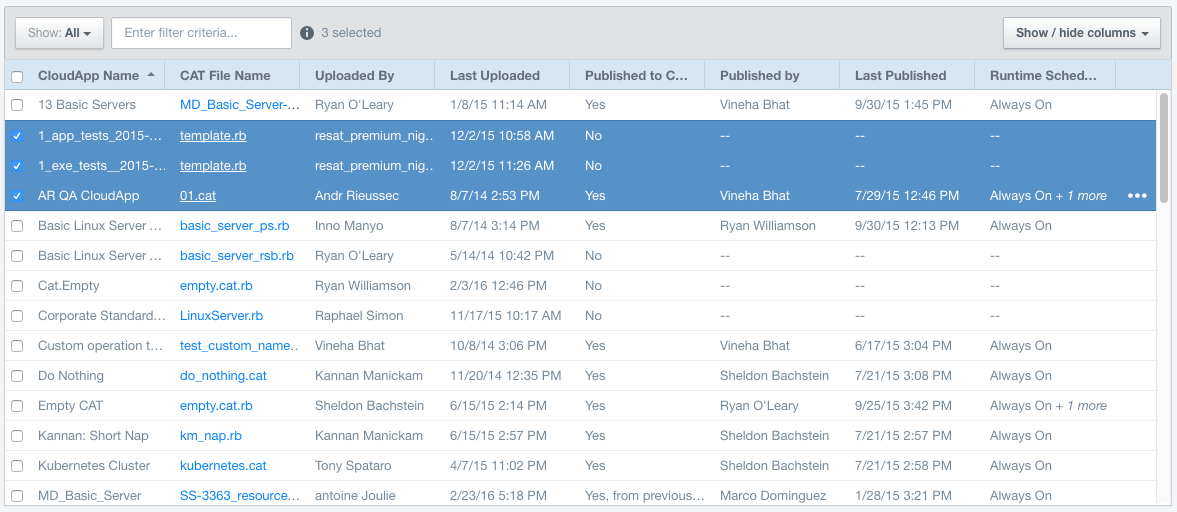 Show: All
Enter filter criteria...
3 selected
Show / hide columns
CloudApp Name CAT File Name Uploaded By Last Uploaded Published to C... Published by Last Published Runtime Sched...
13 Basic Servers MD_Basic_Server-... Ryan O'Leary 1/8/15 11:14 AM Yes Vineha Bhat 9/30/15 1:45 PM Always On
1_app_tests_2015-... template.rb resat_premium_nig.. 12/2/15 10:58 AM No -- -- --
1_exe_tests__2015-... template.rb resat_premium_nig.. 12/2/15 11:26 AM No -- -- --
AR QA CloudApp 01.cat Andr Rieussec 8/7/14 2:53 PM Yes Vineha Bhat 7/29/15 12:46 PM Always On + 1 more
Basic Linux Server ... basic_server_ps.rb Inno Manyo 8/7/14 3:14 PM Yes Ryan Williamson 9/30/15 12:13 PM Always On
Basic Linux Server ... basic_server_rsb.rb Ryan O'Leary 5/14/14 10:42 PM No -- -- --
Cat.Empty empty.cat.rb Ryan Williamson 2/3/16 12:46 PM No -- -- --
Corporate Standard... LinuxServer.rb Raphael Simon 11/17/15 10:17 AM No -- -- --
Custom operation t... test_custom_name.. Vineha Bhat 10/8/14 3:06 PM Yes Vineha Bhat 6/17/15 3:04 PM Always On
Do Nothing do_nothing.cat Kannan Manickam 11/20/14 12:35 PM Yes Sheldon Bachstein 7/21/15 3:08 PM Always On
Empty CAT empty.cat.rb Sheldon Bachstein 6/15/15 2:14 PM Yes Ryan O'Leary 9/25/15 3:42 PM Always On + 1 more
Kannan: Short Nap km_nap.rb Kannan Manickam 6/15/15 2:57 PM Yes Sheldon Bachstein 7/21/15 2:57 PM Always On
Kubernetes Cluster kubernetes.cat Tony Spataro 4/7/15 11:02 PM Yes Sheldon Bachstein 7/21/15 2:58 PM Always On
MD_Basic_Server SS-3363_resource... antoine Joulie 2/23/16 5:18 PM Yes, from previous... Marco Dominguez 1/28/15 3:21 PM Always On